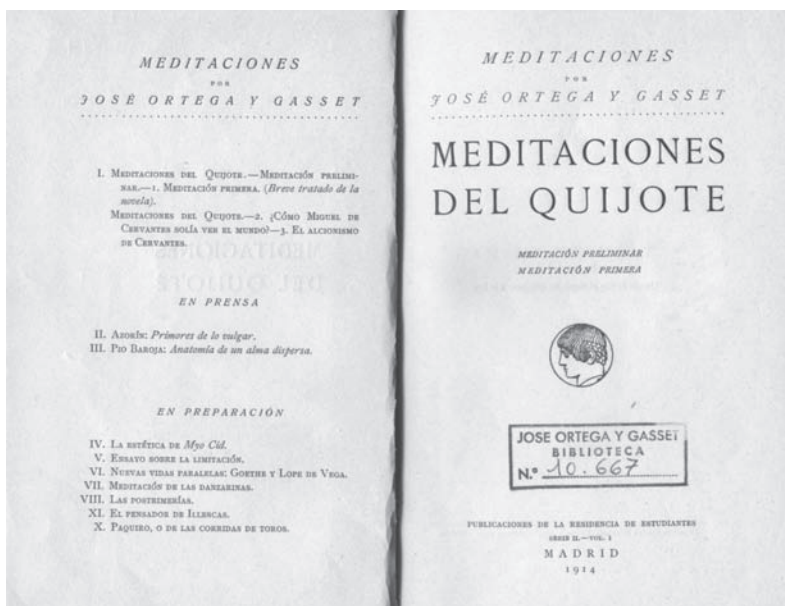 MEDITACIONES
POR
JOSÉ ORTEGA Y GASSET
I. MEDITACIONES DEL QUIJOTE.—MEDITACIÓN PRELIMI-
NAR.—1. MEDITACIÓN PRIMERA. (Breve tratado de la
novela).
MEDITACIONES DEL QUIJOTE.—2. ¿CÓMO MIGUEL DE
CERVANTES SOLÍA VER EL MUNDO?—3. EL ALCIONISMO
DE CERVANTES.
EN PRENSA
II. AZORÍN: Primores de lo vulgar.
III. PIO BAROJA: Anatomía de un alma dispersa.
EN PREPARACIÓN
IV. LA ESTÉTICA DE Myo Cid.
V. ENSAYO SOBRE LA LIMITACIÓN.
VI. NUEVAS VIDAS PARALELAS: GOETHE Y LOPE DE VEGA.
VII. MEDITACIÓN DE LAS DANZARINAS.
VIII. LAS POSTRIMERÍAS.
XI. EL PENSADOR DE ILLESCAS.
X. PAQUIRO, O DE LAS CORRIDAS DE TOROS.
MEDITACIONES
POR
JOSÉ ORTEGA Y GASSET
MEDITACIONES
DEL QUIJOTE
MEDITACIÓN PRELIMINAR
MEDITACIÓN PRIMERA
JOSE ORTEGA Y GASSET
BIBLIOTECA
N.º 10.667
PUBLICACIONES DE LA RESIDENCIA DE ESTUDIANTES
SERIE II.—VOL. I
MADRID
1914